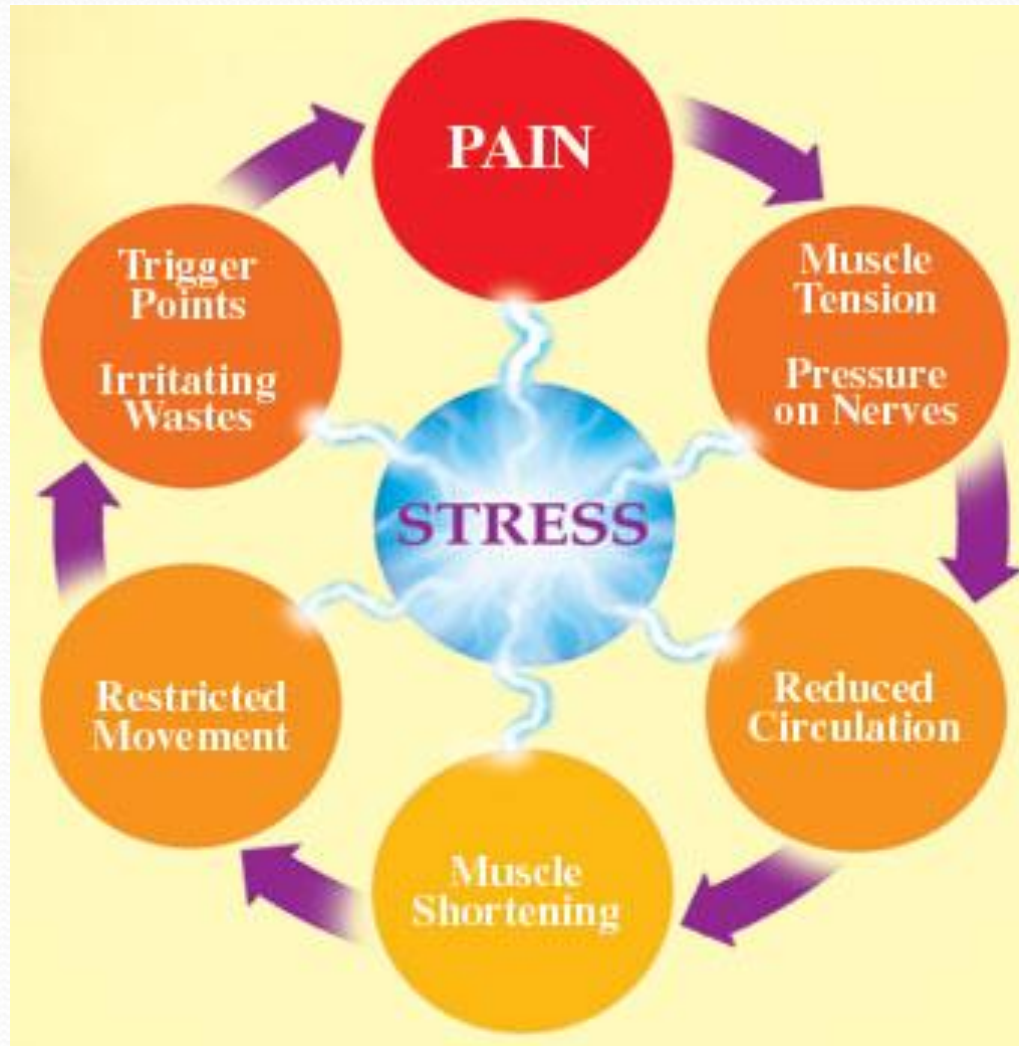 PAIN
Muscle
Tension
Pressure
on Nerves
Reduced
Circulation
Muscle
Shortening
Restricted
Movement
Trigger
Points
Irritating
Wastes
STRESS